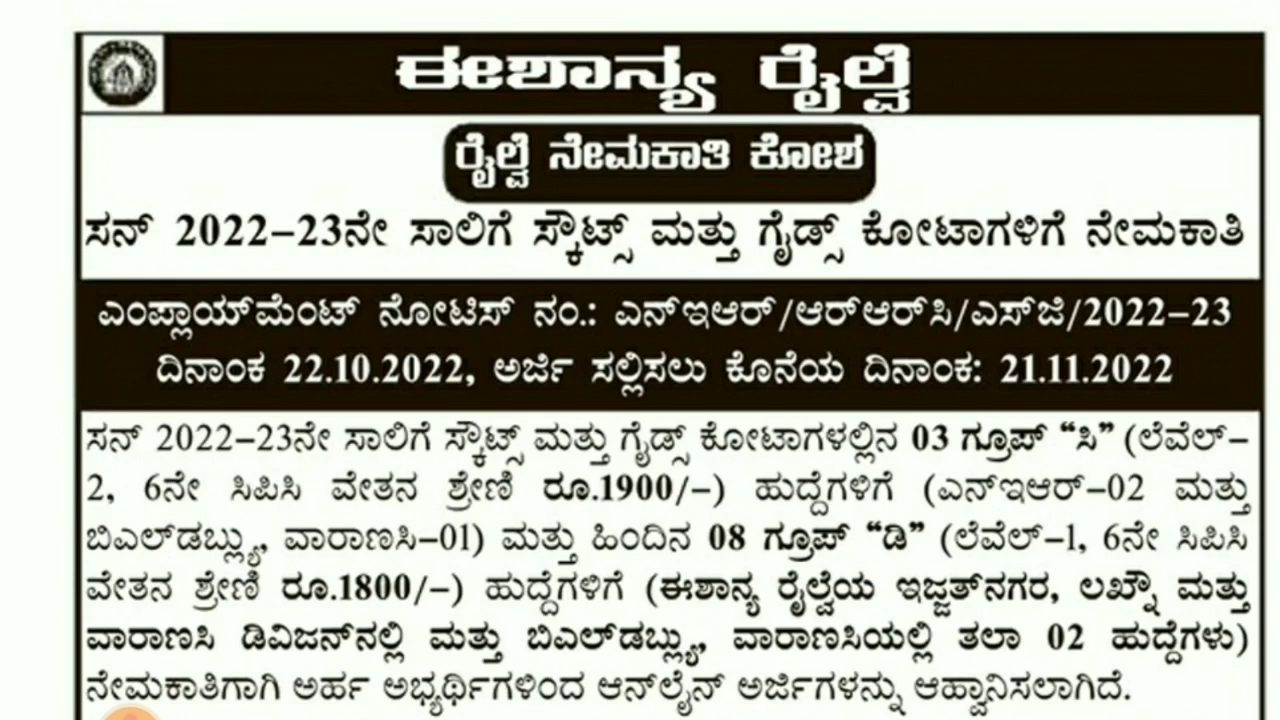 ಈಶಾನ್ಯ ರೈಲ್ವೆ
ರೈಲ್ವೆ ನೇಮಕಾತಿ ಕೋಶ
ಸನ್ 2022–23ನೇ ಸಾಲಿಗೆ ಸ್ಕೌಟ್ಸ್ ಮತ್ತು ಗೈಡ್ಸ್ ಕೋಟಾಗಳಿಗೆ ನೇಮಕಾತಿ
ಎಂಪ್ಲಾಯ್‌ಮೆಂಟ್ ನೋಟಿಸ್ ನಂ.: ಎನ್‌ಇಆರ್/ಆರ್‌ಆರ್‌ಸಿ/ಎಸ್‌ಜಿ/2022–23
ದಿನಾಂಕ 22.10.2022, ಅರ್ಜಿ ಸಲ್ಲಿಸಲು ಕೊನೆಯ ದಿನಾಂಕ: 21.11.2022
ಸನ್ 2022–23ನೇ ಸಾಲಿಗೆ ಸ್ಕೌಟ್ಸ್ ಮತ್ತು ಗೈಡ್ಸ್ ಕೋಟಾಗಳಲ್ಲಿನ 03 ಗ್ರೂಪ್ “ಸಿ” (ಲೆವೆಲ್–
2, 6ನೇ ಸಿಪಿಸಿ ವೇತನ ಶ್ರೇಣಿ ರೂ.1900/–) ಹುದ್ದೆಗಳಿಗೆ (ಎನ್‌ಇಆರ್–02 ಮತ್ತು
ಬಿಎಲ್‌ಡಬ್ಲ್ಯು, ವಾರಾಣಸಿ–01) ಮತ್ತು ಹಿಂದಿನ 08 ಗ್ರೂಪ್ “ಡಿ” (ಲೆವೆಲ್–1, 6ನೇ ಸಿಪಿಸಿ
ವೇತನ ಶ್ರೇಣಿ ರೂ.1800/–) ಹುದ್ದೆಗಳಿಗೆ (ಈಶಾನ್ಯ ರೈಲ್ವೆಯ ಇಜ್ಜತ್‌ನಗರ, ಲಖ್ನೌ ಮತ್ತು
ವಾರಾಣಸಿ ಡಿವಿಜನ್‌ನಲ್ಲಿ ಮತ್ತು ಬಿಎಲ್‌ಡಬ್ಲ್ಯು, ವಾರಾಣಸಿಯಲ್ಲಿ ತಲಾ 02 ಹುದ್ದೆಗಳು)
ನೇಮಕಾತಿಗಾಗಿ ಅರ್ಹ ಅಭ್ಯರ್ಥಿಗಳಿಂದ ಆನ್‌ಲೈನ್ ಅರ್ಜಿಗಳನ್ನು ಆಹ್ವಾನಿಸಲಾಗಿದೆ.